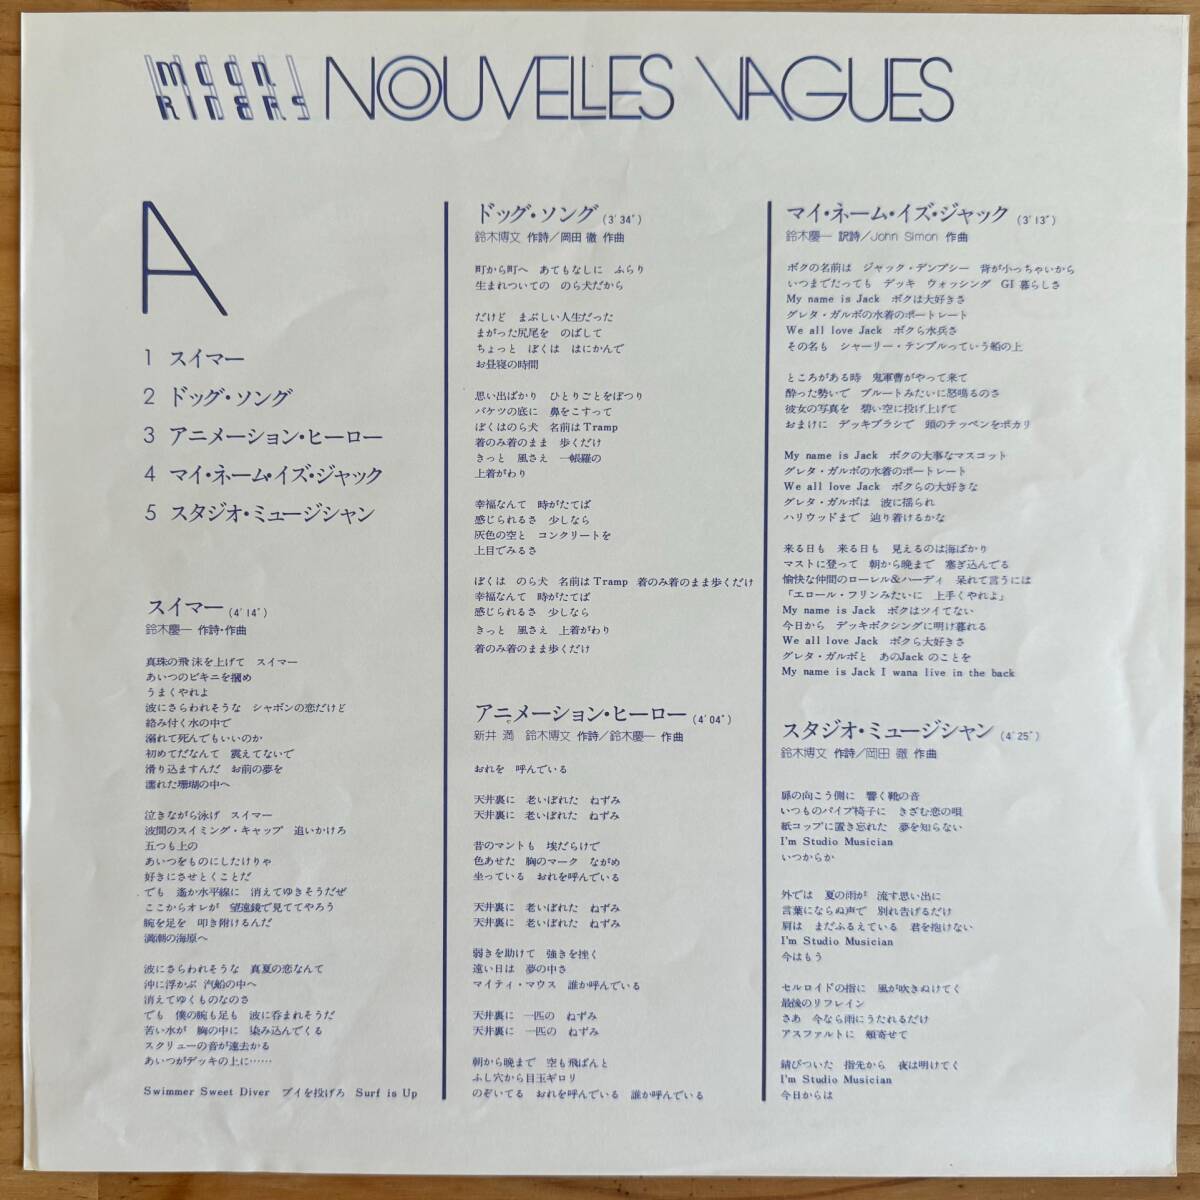 MOON RIDERS NOUVELLES VAGUES
A
1 スイマー
2 ドッグ・ソング
3 アニメーション・ヒーロー
4 マイ・ネーム・イズ・ジャック
5 スタジオ・ミュージシャン
スイマー(4'14")
鈴木慶一 作詩・作曲
真珠の飛沫を上げて スイマー
あいつのビキニを摑め
うまくやれよ
波にさらわれそうな シャボンの恋だけど
絡み付く水の中で
溺れて死んでもいいのか
初めてだなんて 震えてないで
滑り込ますんだ お前の夢を
濡れた珊瑚の中へ
泣きながら泳げ スイマー
波間のスイミング・キャップ 追いかけろ
五つも上の
あいつをものにしたけりゃ
好きにさせとくことだ
でも 遙か水平線に 消えてゆきそうだぜ
ここからオレが 望遠鏡で見ててやろう
腕を足を 叩き附けるんだ
満潮の海原へ
波にさらわれそうな 真夏の恋なんて
沖に浮かぶ 汽船の中へ
消えてゆくものなのさ
でも 僕の腕も足も 波に呑まれそうだ
苦い水が 胸の中に 染み込んでくる
スクリューの音が遠去かる
あいつがデッキの上に……
Swimmer Sweet Diver ブイを投げろ Surf is Up
ドッグ・ソング(3'34")
鈴木博文 作詩/岡田 徹 作曲
町から町へ あてもなしに ふらり
生まれついての のら犬だから
だけど まぶしい人生だった
まがった尻尾を のばして
ちょっと ぼくは はにかんで
お昼寝の時間
思い出ばかり ひとりごとをぽつり
バケツの底に 鼻をこすって
ぼくはのら犬 名前はTramp
着のみ着のまま 歩くだけ
きっと 風さえ 一帳羅の
上着がわり
幸福なんて 時がたてば
感じられるさ 少しなら
灰色の空と コンクリートを
上目でみるさ
ぼくは のら犬 名前はTramp 着のみ着のまま歩くだけ
幸福なんて 時がたてば
感じられるさ 少しなら
きっと 風さえ 上着がわり
着のみ着のまま歩くだけ
アニメーション・ヒーロー(4'04")
新井 満 鈴木博文 作詩/鈴木慶一 作曲
おれを 呼んでいる
天井裏に 老いぼれた ねずみ
天井裏に 老いぼれた ねずみ
昔のマントも 埃だらけで
色あせた 胸のマーク ながめ
坐っている おれを呼んでいる
天井裏に 老いぼれた ねずみ
天井裏に 老いぼれた ねずみ
弱きを助けて 強きを挫く
遠い日は 夢の中さ
マイティ・マウス 誰か呼んでいる
天井裏に 一匹の ねずみ
天井裏に 一匹の ねずみ
朝から晩まで 空も飛ばんと
ふし穴から目玉ギロリ
のぞいてる おれを呼んでいる 誰か呼んでいる
マイ・ネーム・イズ・ジャック(3'13")
鈴木慶一 訳詩/John Simon 作曲
ボクの名前は ジャック・デンプシー 背が小っちゃいから
いつまでだっても デッキ ウォッシング GI暮らしさ
My name is Jack ボクは大好きさ
グレタ・ガルボの水着のポートレート
We all love Jack ボクら水兵さ
その名も シャーリー・テンプルっていう船の上
ところがある時 鬼軍曹がやって来て
酔った勢いで ブルートみたいに怒鳴るのさ
彼女の写真を 碧い空に投げ上げて
おまけに デッキブラシで 頭のテッペンをポカリ
My name is Jack ボクの大事なマスコット
グレタ・ガルボの水着のポートレート
We all love Jack ボクらの大好きな
グレタ・ガルボは 波に揺られ
ハリウッドまで 辿り着けるかな
来る日も 来る日も 見えるのは海ばかり
マストに登って 朝から晩まで 塞ぎ込んでる
愉快な仲間のローレル&ハーディ 呆れて言うには
「エロール・フリンみたいに 上手くやれよ」
My name is Jack ボクはツイてない
今日から デッキボクシングに明け暮れる
We all love Jack ボクら大好きさ
グレタ・ガルボと あのJackのことを
My name is Jack I wana live in the back
スタジオ・ミュージシャン(4'25")
鈴木博文 作詩/岡田 徹 作曲
扉の向こう側に 響く靴の音
いつものパイプ椅子に きざむ恋の唄
紙コップに置き忘れた 夢を知らない
I'm Studio Musician
いつからか
外では 夏の雨が 流す思い出に
言葉にならぬ声で 別れ告げるだけ
肩は まだふるえている 君を抱けない
I'm Studio Musician
今はもう
セルロイドの指に 風が吹きぬけてく
最後のリフレイン
さあ 今なら雨にうたれるだけ
アスファルトに 頬寄せて
錆びついた 指先から 夜は明けてく
I'm Studio Musician
今日からは